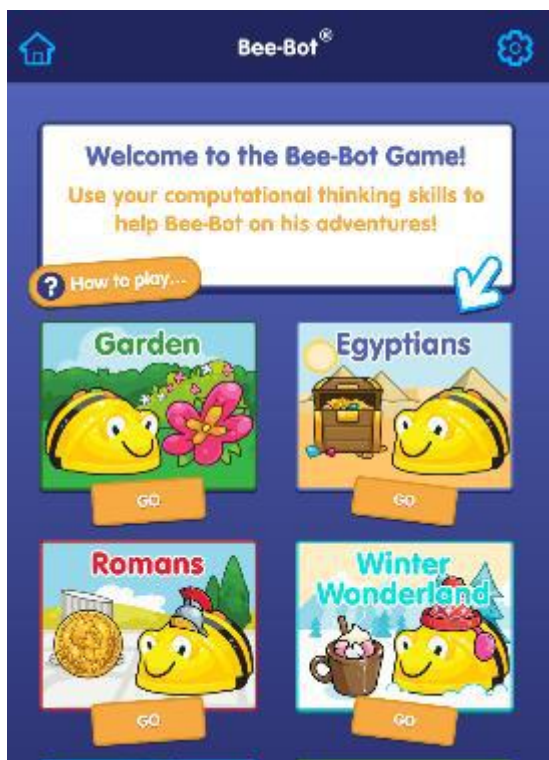 Bee-Bot®
Welcome to the Bee-Bot Game!
Use your computational thinking skills to
help Bee-Bot on his adventures!
? How to play...
Garden
GO
Egyptians
GO
Romans
GO
Winter
Wonderland
GO